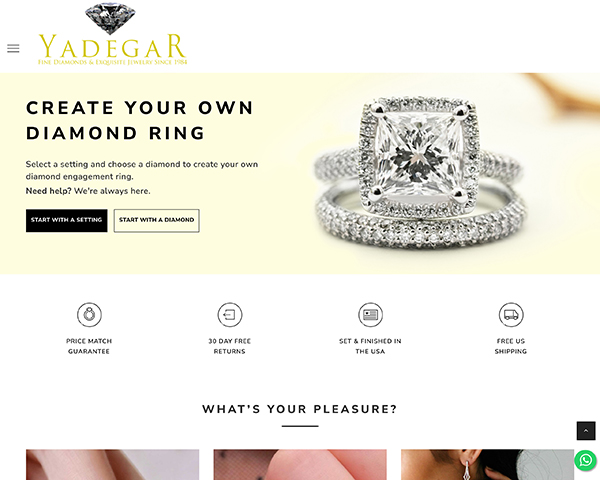 YADEGAR
FINE DIAMONDS & EXQUISITE JEWELRY SINCE 1984
CREATE YOUR OWN
DIAMOND RING
Select a setting and choose a diamond to create your own
diamond engagement ring.
Need help? We're always here.
START WITH A SETTING
START WITH A DIAMOND
PRICE MATCH
GUARANTEE
30 DAY FREE
RETURNS
SET & FINISHED IN
THE USA
FREE US
SHIPPING
WHAT'S YOUR PLEASURE?